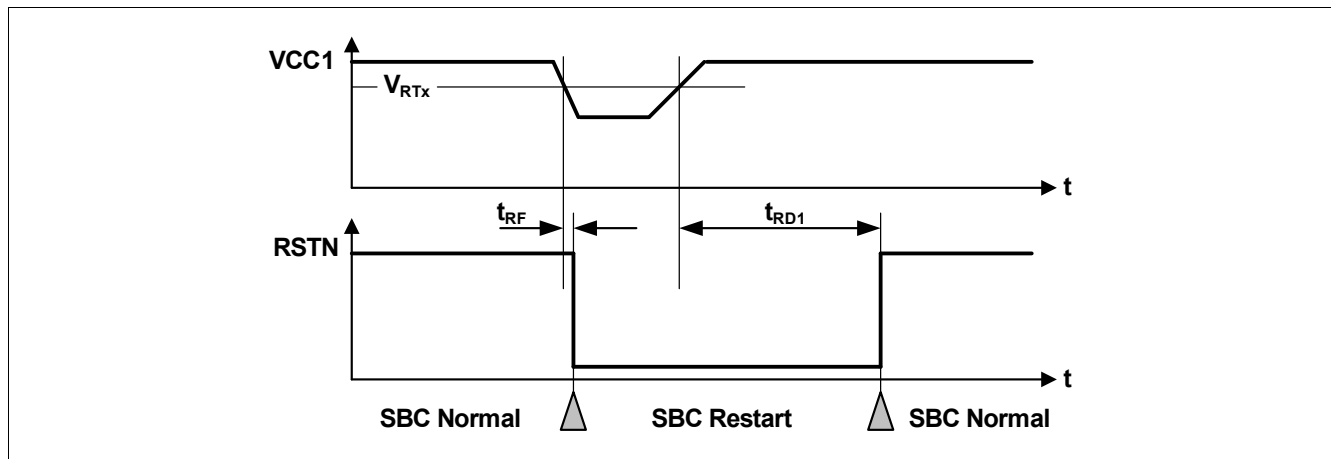 VCC1
VRTx
t
tRF
tRD1
RSTN
t
SBC Normal
SBC Restart
SBC Normal